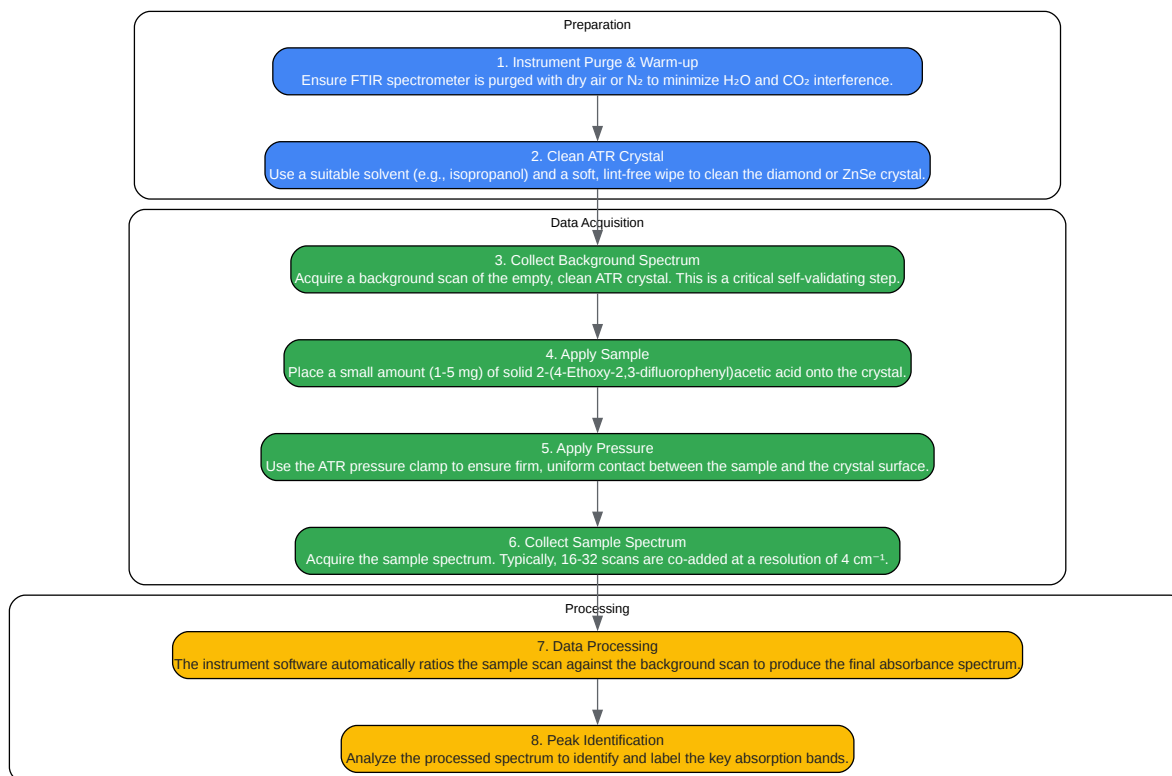 Preparation
1. Instrument Purge & Warm-up
Ensure FTIR spectrometer is purged with dry air or N₂ to minimize H₂O and CO₂ interference.
2. Clean ATR Crystal
Use a suitable solvent (e.g., isopropanol) and a soft, lint-free wipe to clean the diamond or ZnSe crystal.
Data Acquisition
3. Collect Background Spectrum
Acquire a background scan of the empty, clean ATR crystal. This is a critical self-validating step.
4. Apply Sample
Place a small amount (1-5 mg) of solid 2-(4-Ethoxy-2,3-difluorophenyl)acetic acid onto the crystal.
5. Apply Pressure
Use the ATR pressure clamp to ensure firm, uniform contact between the sample and the crystal surface.
6. Collect Sample Spectrum
Acquire the sample spectrum. Typically, 16-32 scans are co-added at a resolution of 4 cm⁻¹.
Processing
7. Data Processing
The instrument software automatically ratios the sample scan against the background scan to produce the final absorbance spectrum.
8. Peak Identification
Analyze the processed spectrum to identify and label the key absorption bands.